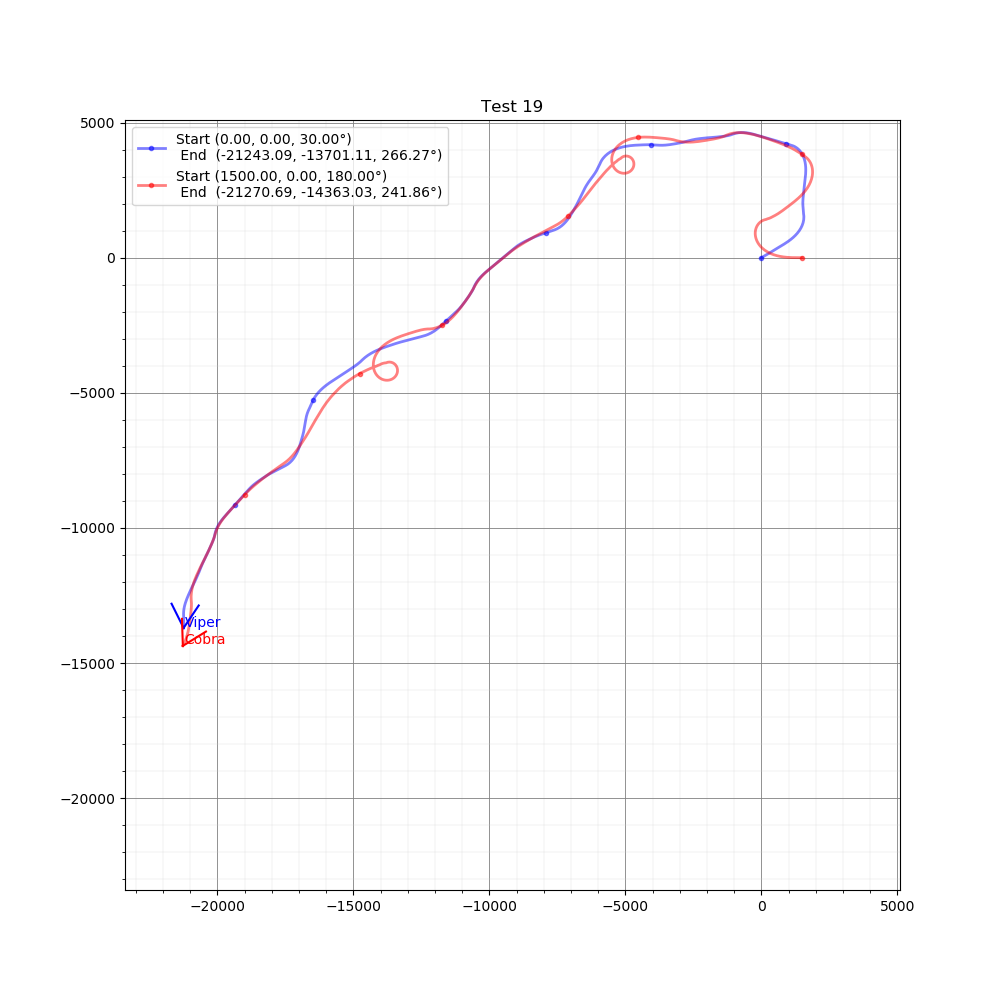 Test 19
Start (0.00, 0.00, 30.00°)
End  (-21243.09, -13701.11, 266.27°)
Start (1500.00, 0.00, 180.00°)
End  (-21270.69, -14363.03, 241.86°)
5000
0
−5000
−10000
−15000
−20000
Viper
Cobra
−20000 −15000 −10000 −5000 0 5000